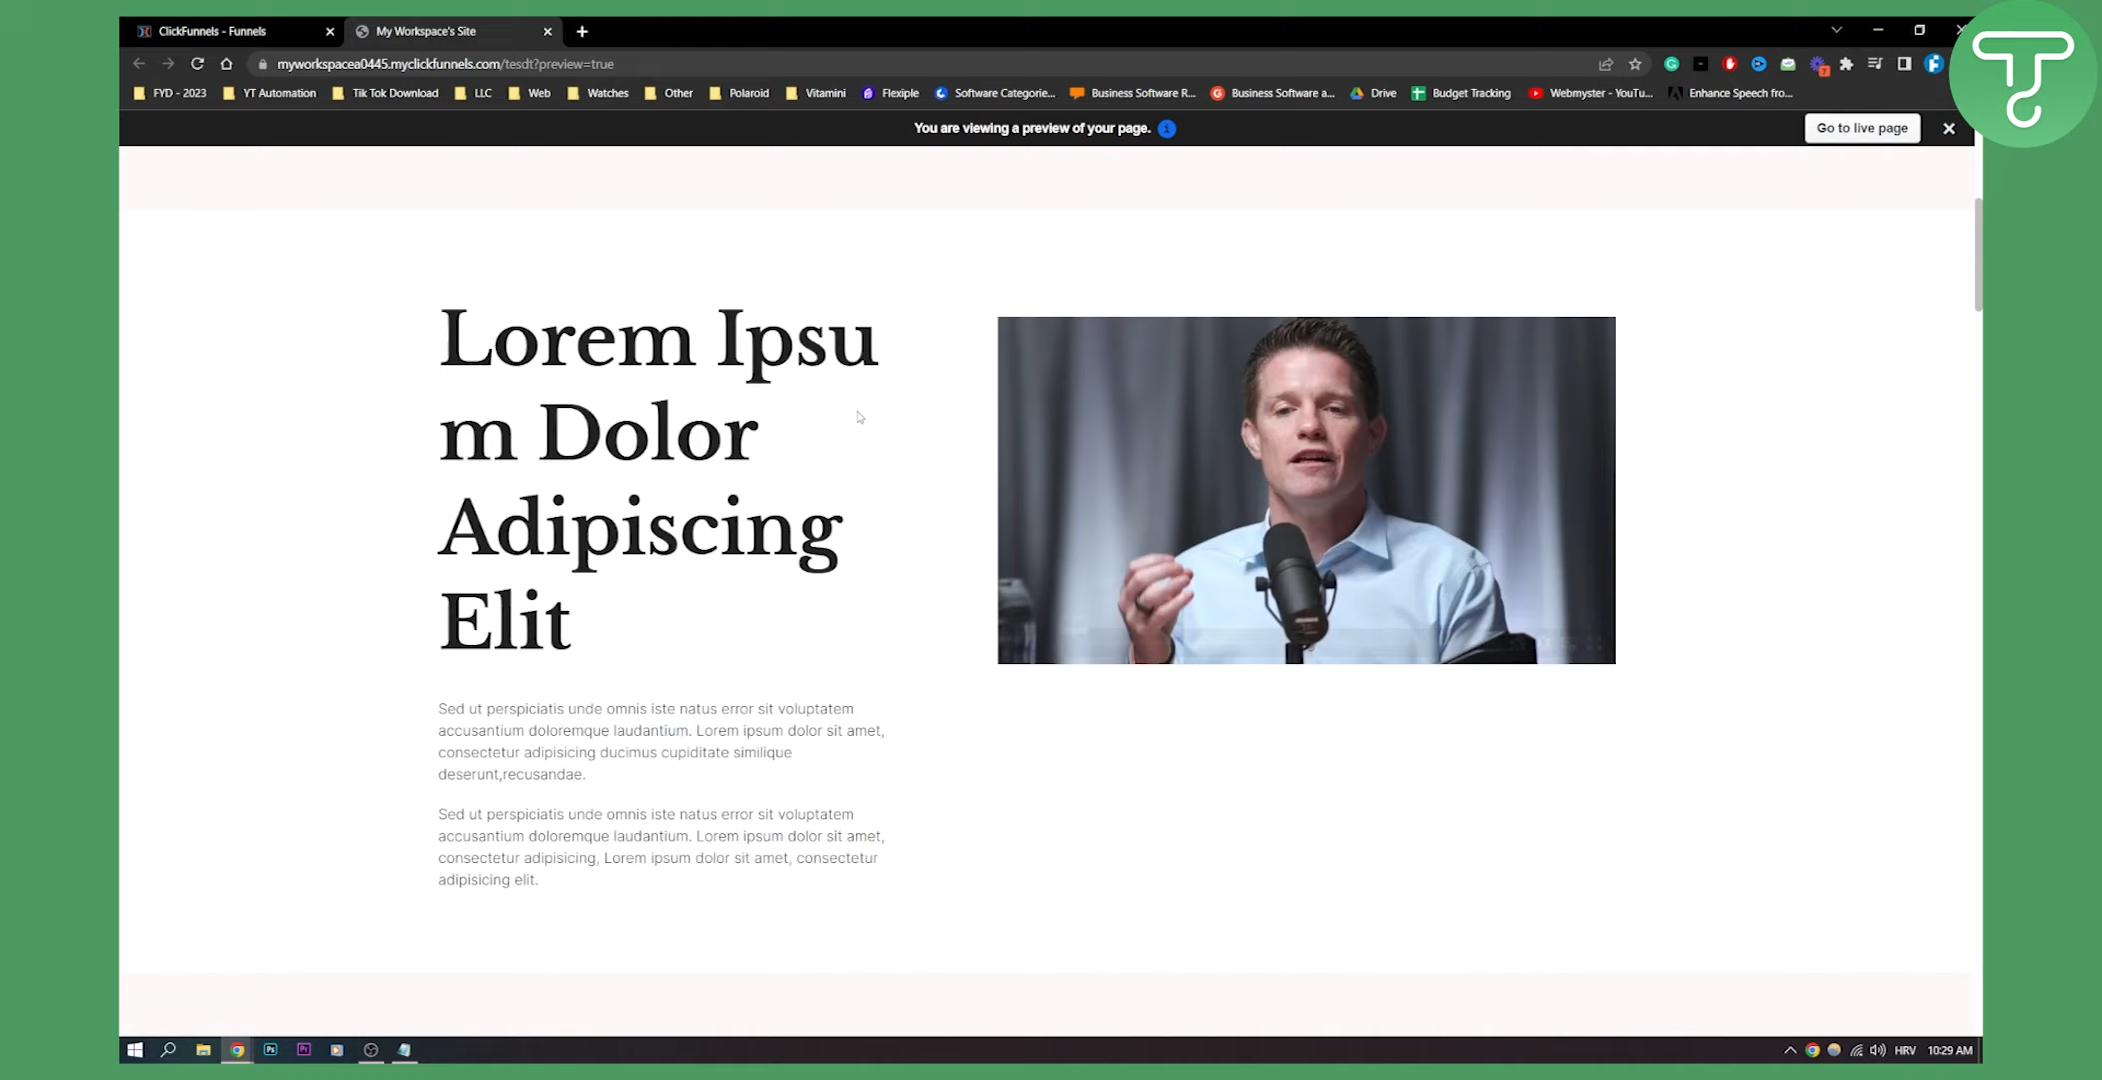 ClickFunnels - Funnels
My Workspace's Site
myworkspacea0445.myclickfunnels.com/tesdt?preview=true
FYD - 2023
YT Automation
Tik Tok Download
LLC
Web
Watches
Other
Polaroid
Vitamini
Flexiple
Software Categorie...
Business Software R...
Business Software a...
Drive
Budget Tracking
Webmyster - YouTu...
Enhance Speech fro...
You are viewing a preview of your page.
Go to live page
Lorem Ipsu
m Dolor
Adipiscing
Elit
Sed ut perspiciatis unde omnis iste natus error sit voluptatem
accusantium doloremque laudantium. Lorem ipsum dolor sit amet,
consectetur adipisicing ducimus cupiditate similique
deserunt,recusandae.
Sed ut perspiciatis unde omnis iste natus error sit voluptatem
accusantium doloremque laudantium. Lorem ipsum dolor sit amet,
consectetur adipisicing, Lorem ipsum dolor sit amet, consectetur
adipisicing elit.
Ps
Pr
HRV
10:29 AM